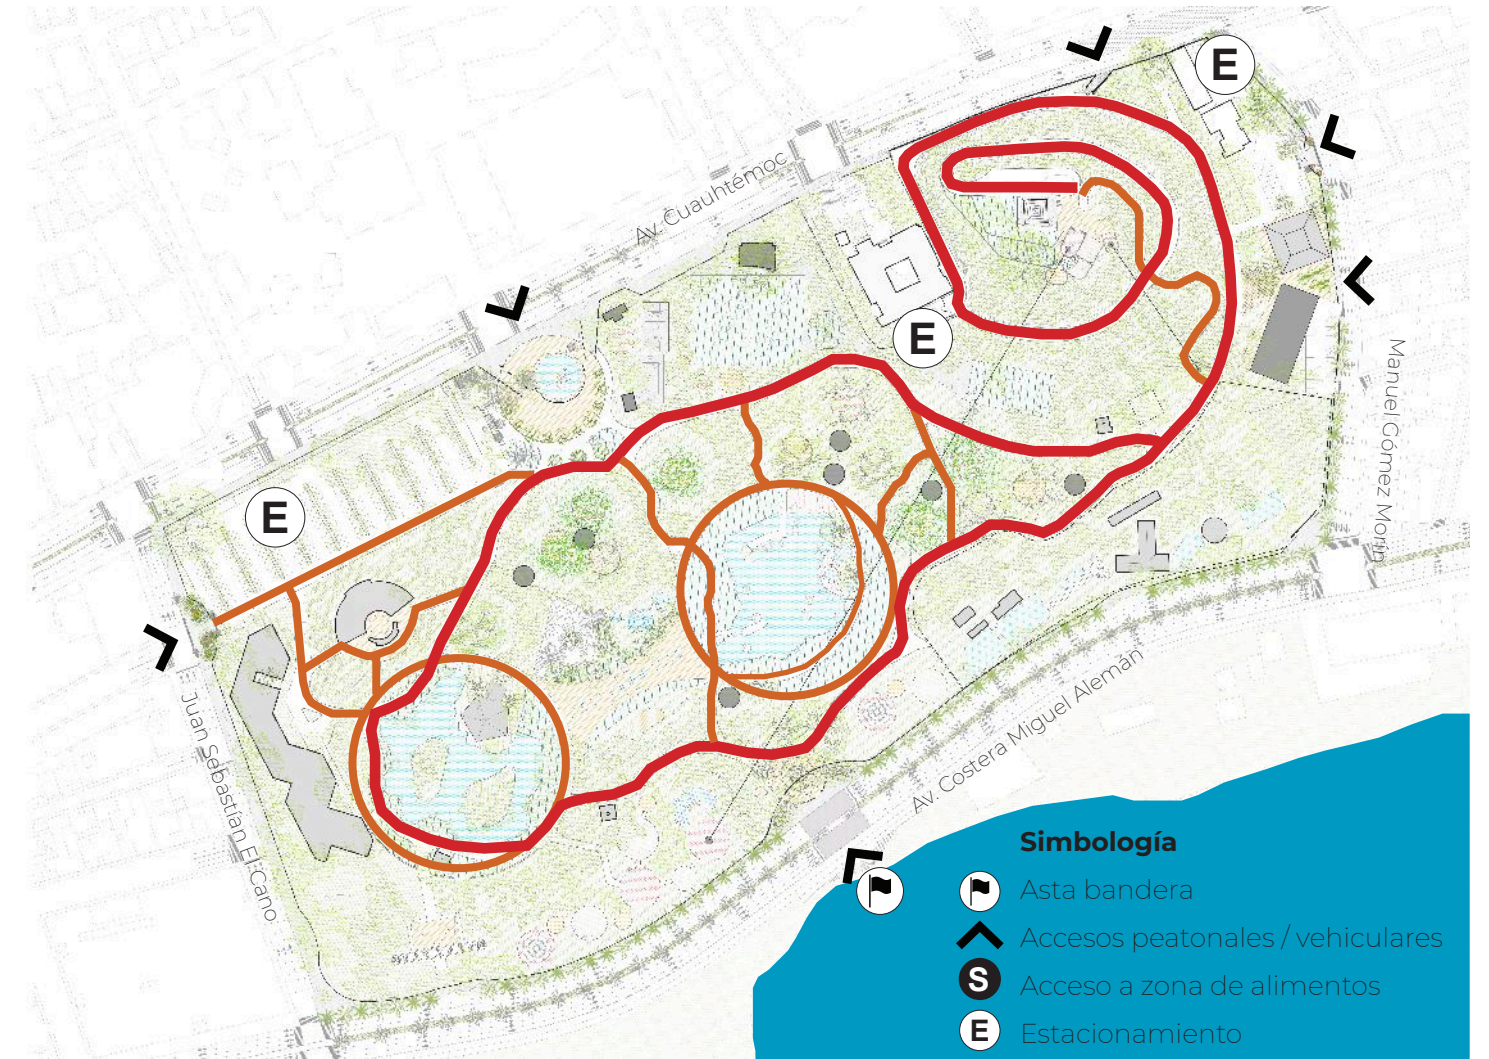 E
Av. Cuauhtémoc
E
E
Manuel Gómez Morín
Juan Sebastían El Cano
Av. Costera Miguel Alemán
Simbología
Asta bandera
Accesos peatonales / vehiculares
S Acceso a zona de alimentos
E Estacionamiento